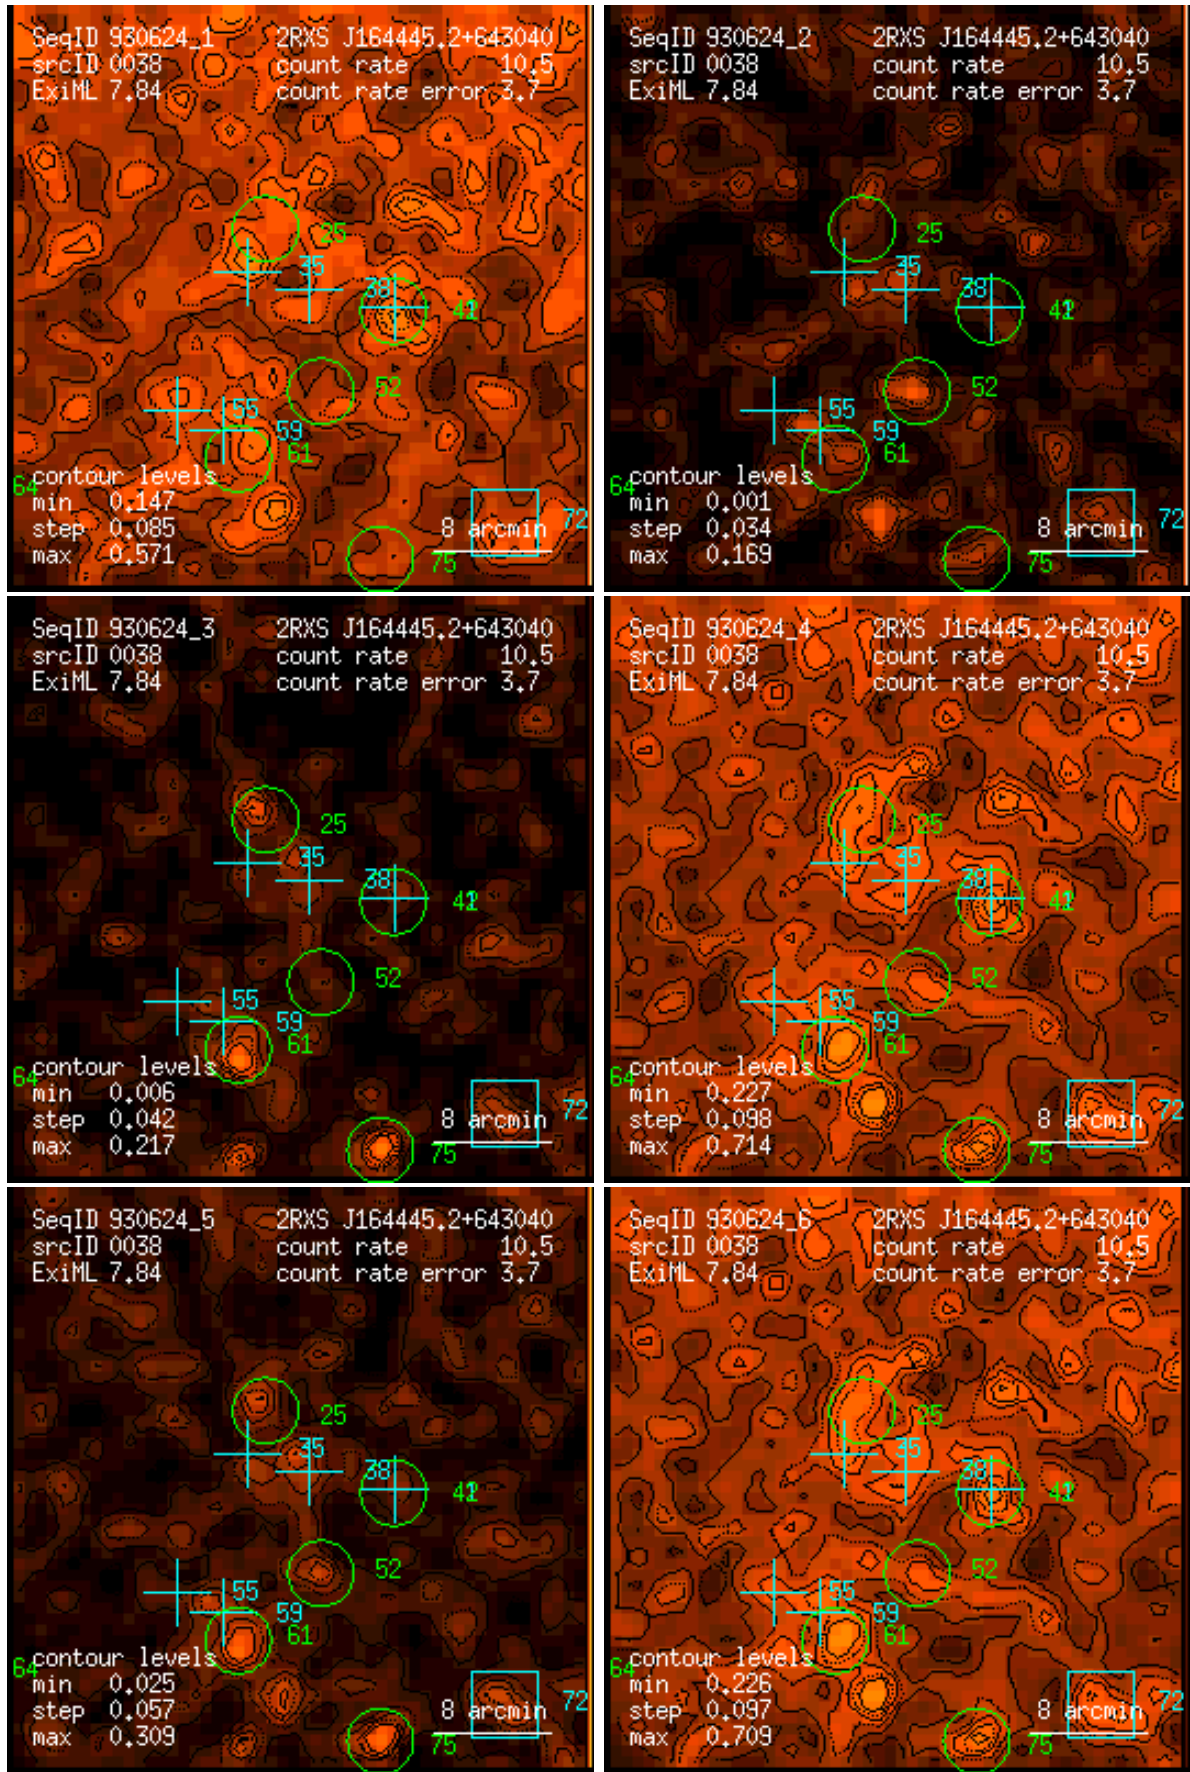 SeqID 930624_1 2RXS J164445.2+643040
srcID 0038 count rate 10.5
ExiML 7.84 count rate error 3.7
25
35
38 41
52
55
59
61
64 contour levels
min 0.147
72
step 0.085 8 arcmin
max 0.571 75
SeqID 930624_2 2RXS J164445.2+643040
srcID 0038 count rate 10.5
ExiML 7.84 count rate error 3.7
25
35
38 41
52
55
59
61
64 contour levels
min 0.001
72
step 0.034 8 arcmin
max 0.169 75
SeqID 930624_3 2RXS J164445.2+643040
srcID 0038 count rate 10.5
ExiML 7.84 count rate error 3.7
25
35
38
52
55
59
61
64 contour levels
min 0.006
72
step 0.042 8 arcmin
max 0.217 75
SeqID 930624_4 2RXS J164445.2+643040
srcID 0038 count rate 10.5
ExiML 7.84 count rate error 3.7
25
35
38 41
52
55
59
61
64 contour levels
min 0.227
72
step 0.098 8 arcmin
max 0.714 75
SeqID 930624_5 2RXS J164445.2+643040
srcID 0038 count rate 10.5
ExiML 7.84 count rate error 3.7
25
35
38
52
55
59
61
64 contour levels
min 0.025
72
step 0.057 8 arcmin
max 0.309 75
SeqID 930624_6 2RXS J164445.2+643040
srcID 0038 count rate 10.5
ExiML 7.84 count rate error 3.7
25
35
38 41
52
55
59
61
64 contour levels
min 0.226
72
step 0.097 8 arcmin
max 0.709 75